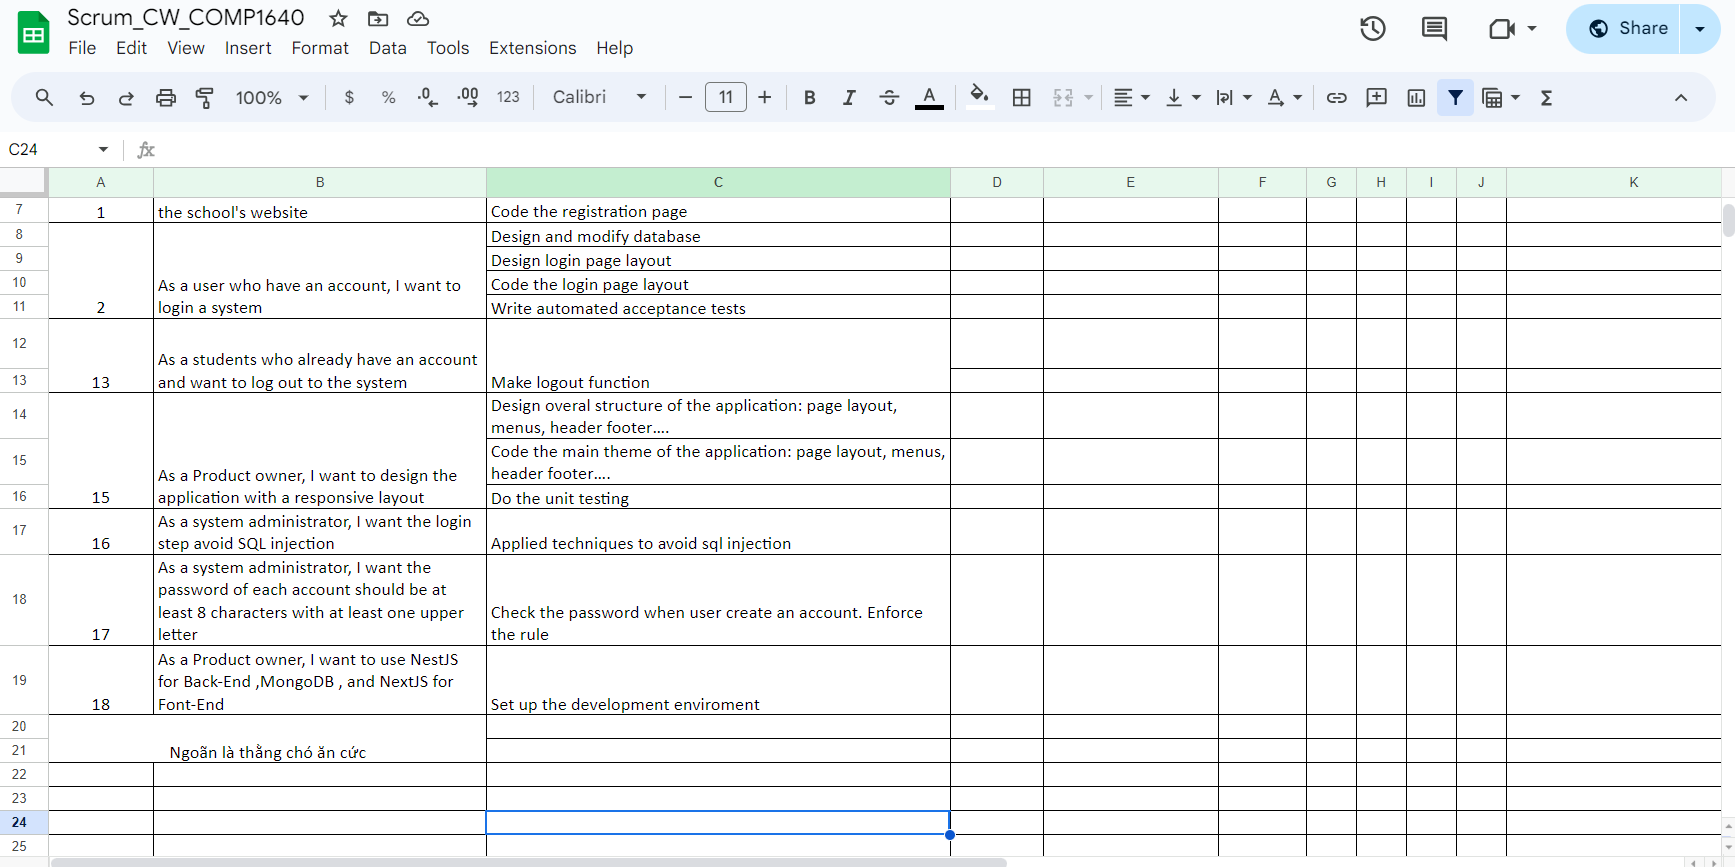 Scrum_CW_COMP1640
File Edit View Insert Format Data Tools Extensions Help
Share
100% $ % .0 .00 123 Calibri 11 B I A
C24 fx
A B C D E F G H I J K
7 1 the school's website Code the registration page
8 Design and modify database
9 Design login page layout
10 As a user who have an account, I want to Code the login page layout
11 2 login a system Write automated acceptance tests
12 As a students who already have an account
13 13 and want to log out to the system Make logout function
14 Design overal structure of the application: page layout,
menus, header footer....
15 Code the main theme of the application: page layout, menus,
As a Product owner, I want to design the header footer....
16 15 application with a responsive layout Do the unit testing
17 As a system administrator, I want the login
16 step avoid SQL injection Applied techniques to avoid sql injection
18 As a system administrator, I want the
password of each account should be at
least 8 characters with at least one upper Check the password when user create an account. Enforce
17 letter the rule
19 As a Product owner, I want to use NestJS
for Back-End ,MongoDB , and NextJS for
18 Font-End Set up the development enviroment
20
21 Ngoãn là thằng chó ăn cức
22
23
24
25